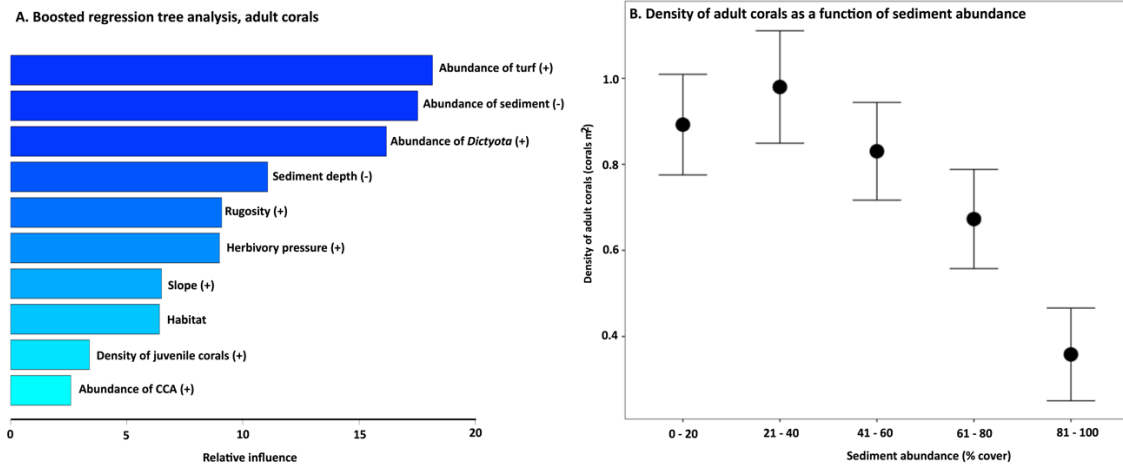 A. Boosted regression tree analysis, adult corals
Abundance of turf (+)
Abundance of sediment (-)
Abundance of Dictyota (+)
Sediment depth (-)
Rugosity (+)
Herbivory pressure (+)
Slope (+)
Habitat
Density of juvenile corals (+)
Abundance of CCA (+)
0 5 10 15 20
Relative influence
B. Density of adult corals as a function of sediment abundance
Density of adult corals (corals m²)
1.0
0.8
0.6
0.4
0 - 20 21 - 40 41 - 60 61 - 80 81 - 100
Sediment abundance (% cover)